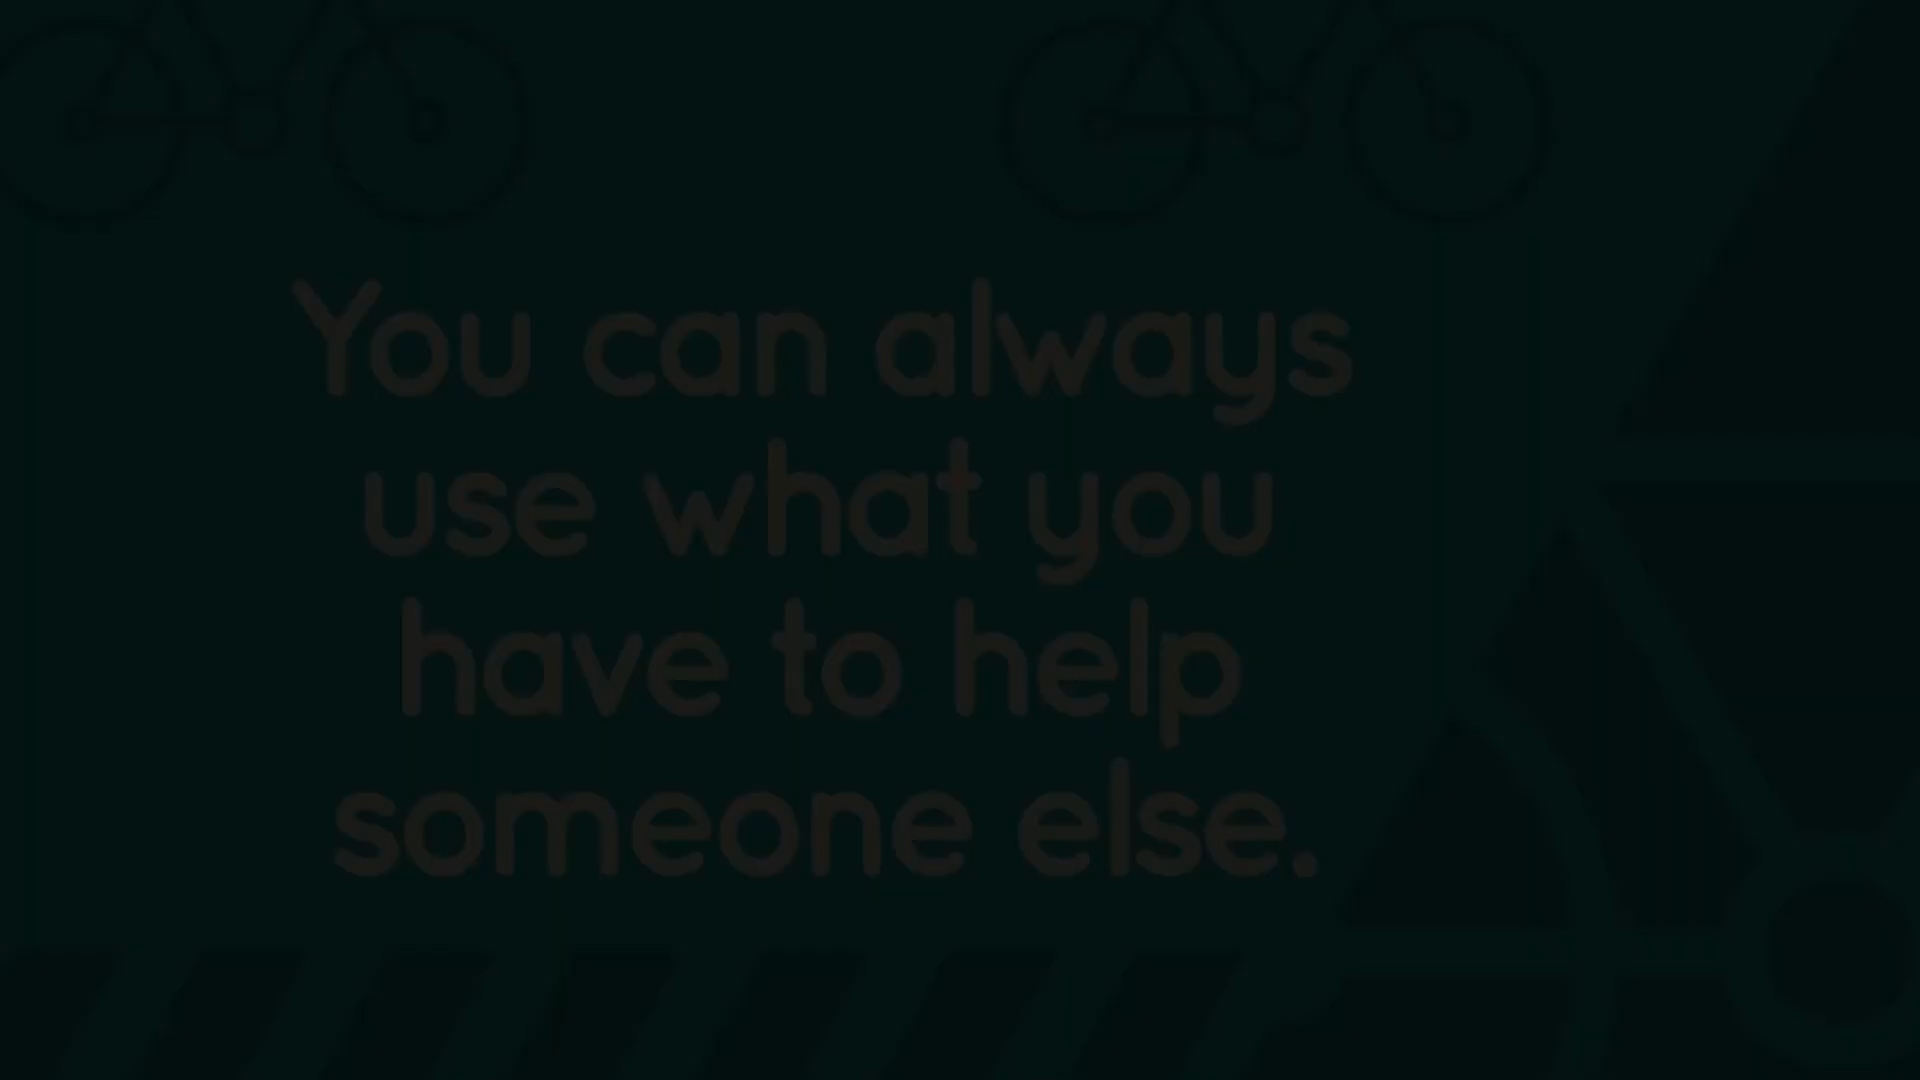 You can always
use what you
have to help
someone else.